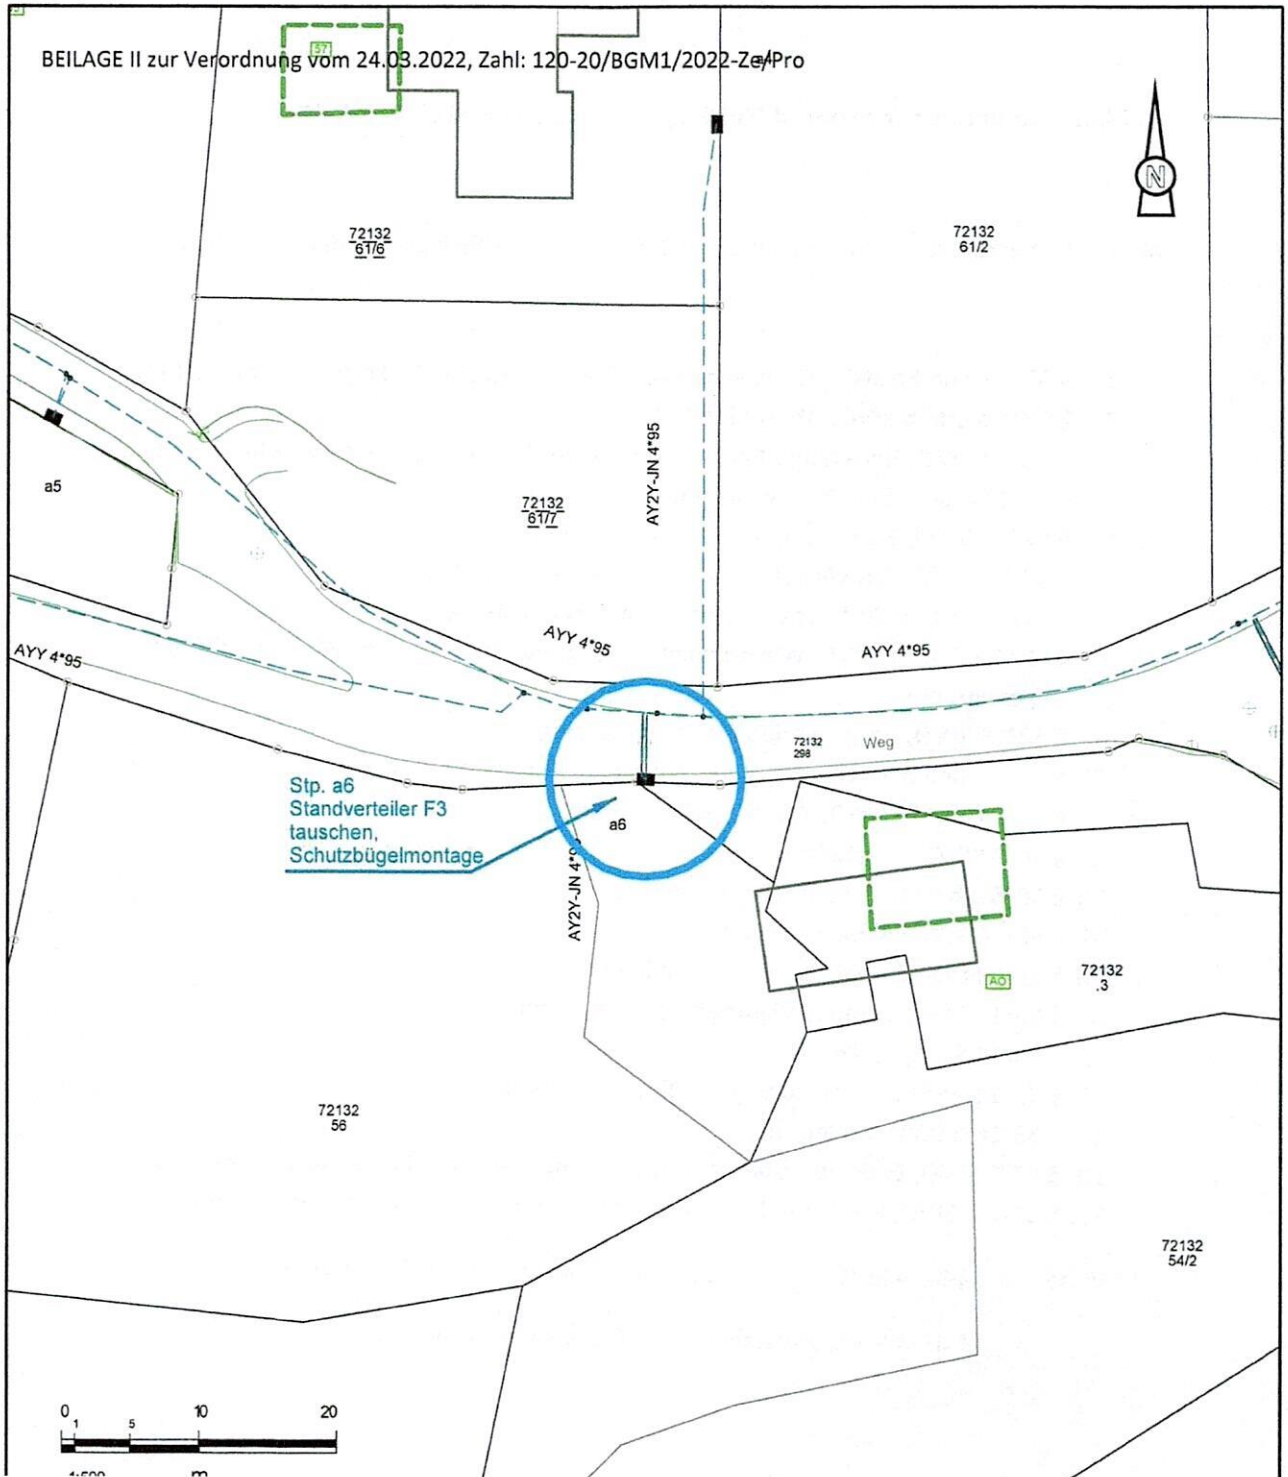 BEILAGE II zur Verordnung vom 24.03.2022, Zahl: 120-20/BGM1/2022-Ze/Pro
57
N
72132
61/6
72132
61/2
a5
72132
61/7
AY2Y-JN 4*95
AYY 4*95
AYY 4*95
AYY 4*95
72132
298
Weg
Stp. a6
Standverteiler F3
tauschen,
Schutzbügelmontage
a6
AY2Y-JN
AO
72132
.3
72132
56
72132
54/2
0 1 5 10 20
1:500 m